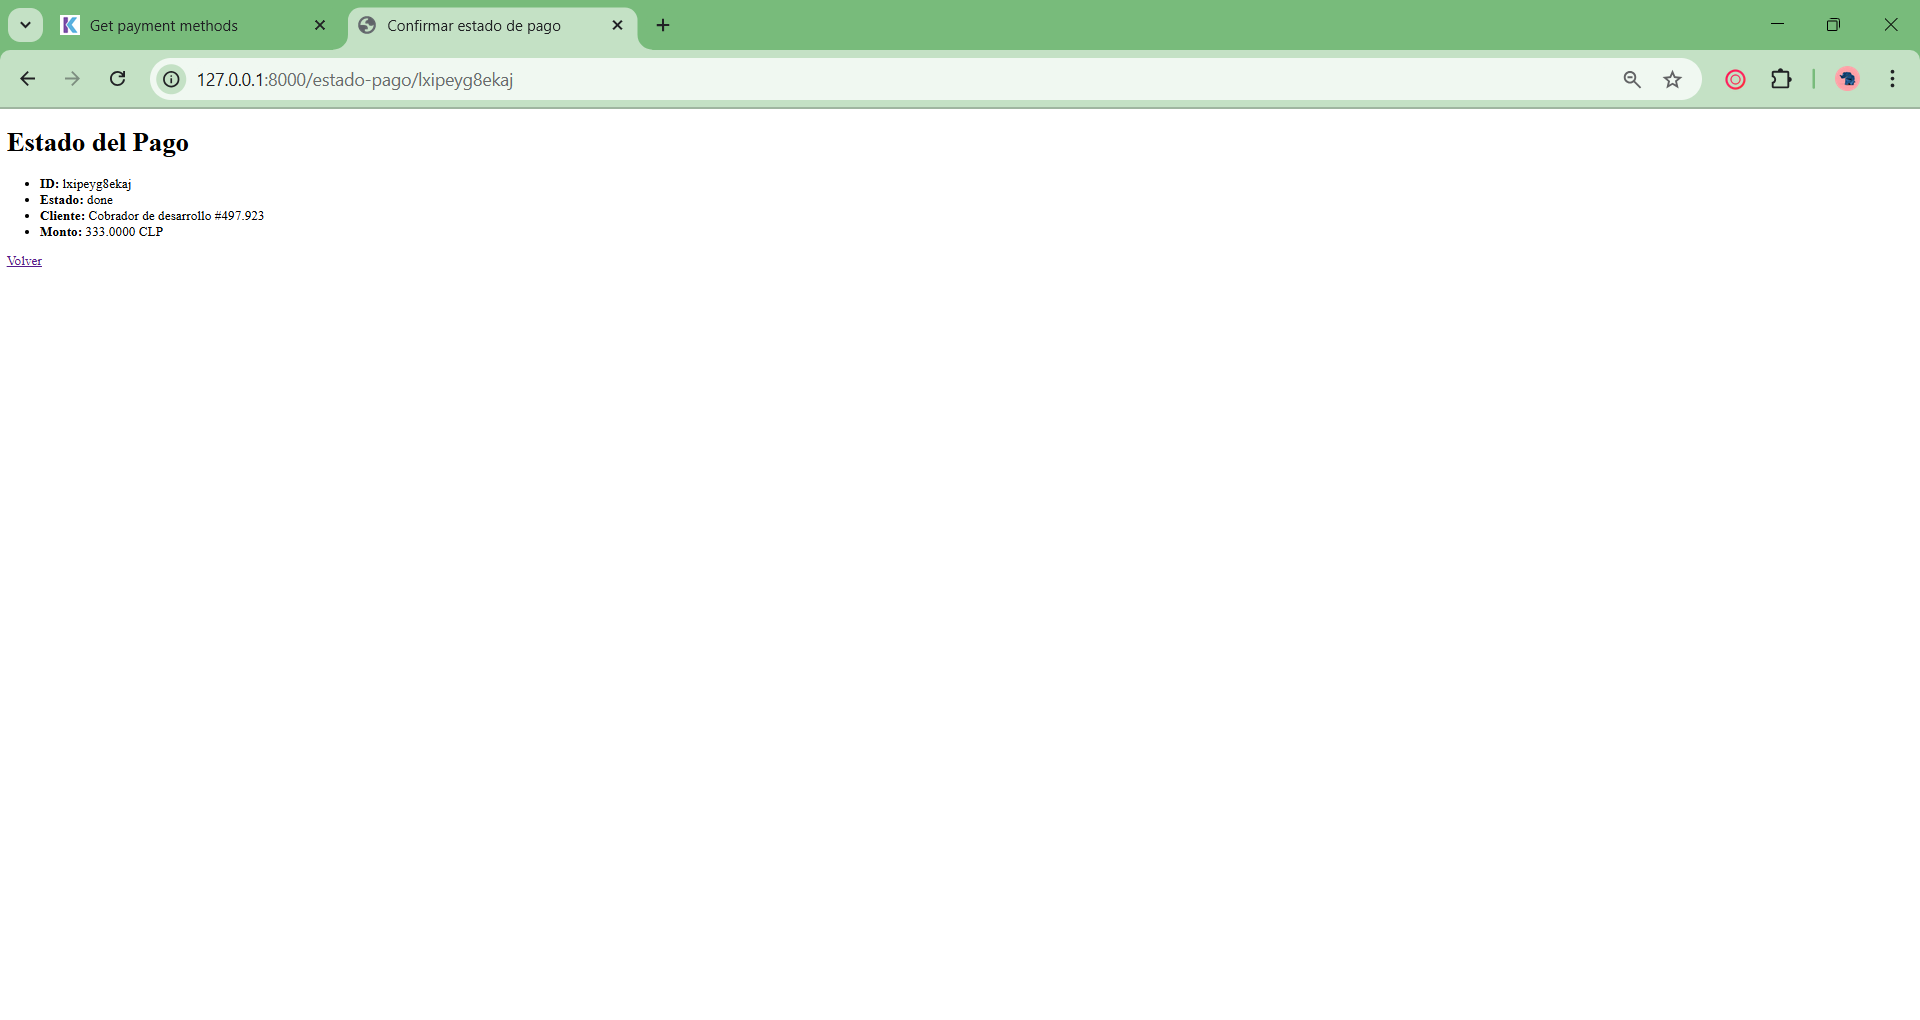 Get payment methods
Confirmar estado de pago
127.0.0.1:8000/estado-pago/lxipeyg8ekaj
Estado del Pago
ID: lxipeyg8ekaj
Estado: done
Cliente: Cobrador de desarrollo #497.923
Monto: 333.0000 CLP
Volver